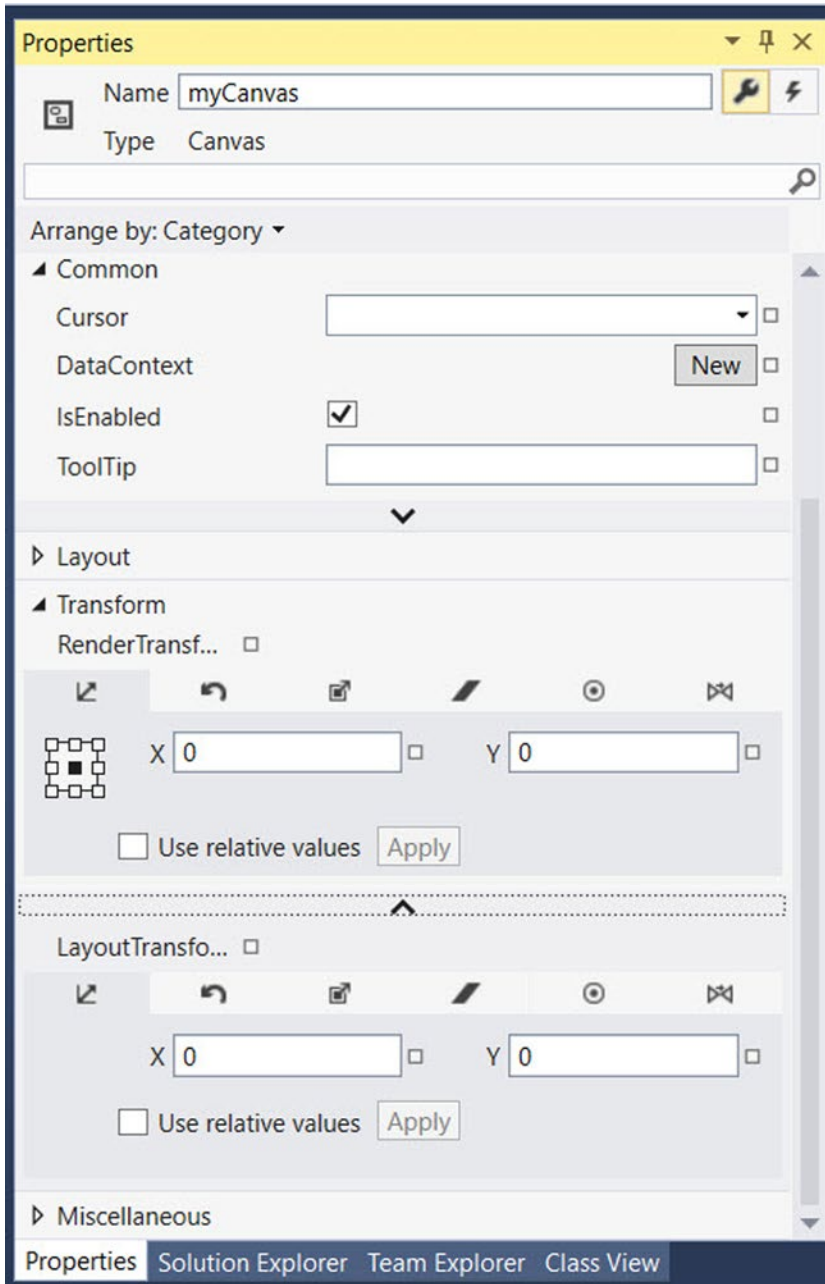 Properties
Name myCanvas
Type Canvas
Arrange by: Category
Common
Cursor
DataContext New
IsEnabled
ToolTip
Layout
Transform
RenderTransf...
X 0 Y 0
Use relative values Apply
LayoutTransfo...
X 0 Y 0
Use relative values Apply
Miscellaneous
Properties Solution Explorer Team Explorer Class View